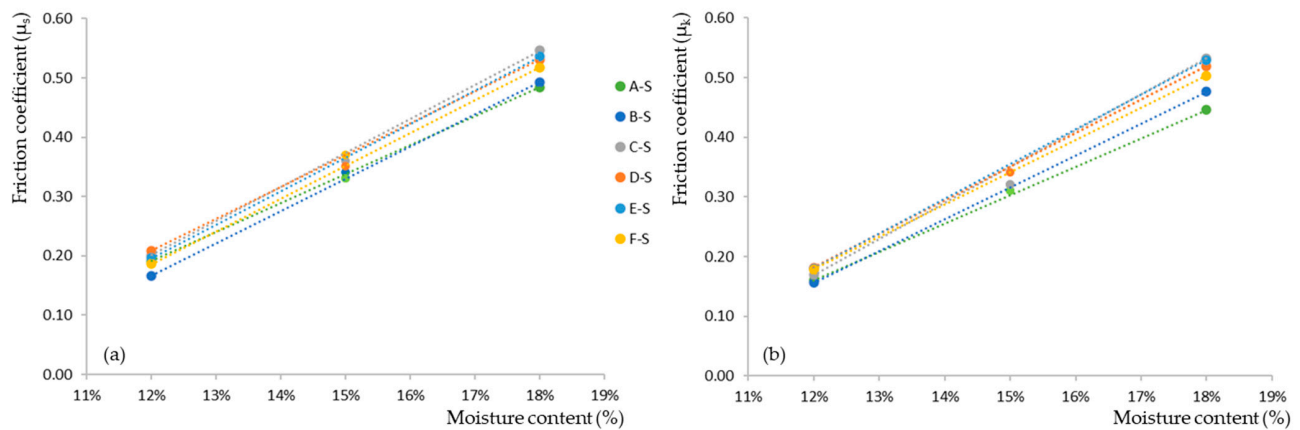 Friction coefficient (μs)
0.60
0.50
0.40
0.30
0.20
0.10
0.00
(a)
11% 12% 13% 14% 15% 16% 17% 18% 19%
Moisture content (%)
A-S
B-S
C-S
D-S
E-S
F-S
Friction coefficient (μk)
0.60
0.50
0.40
0.30
0.20
0.10
0.00
(b)
11% 12% 13% 14% 15% 16% 17% 18% 19%
Moisture content (%)